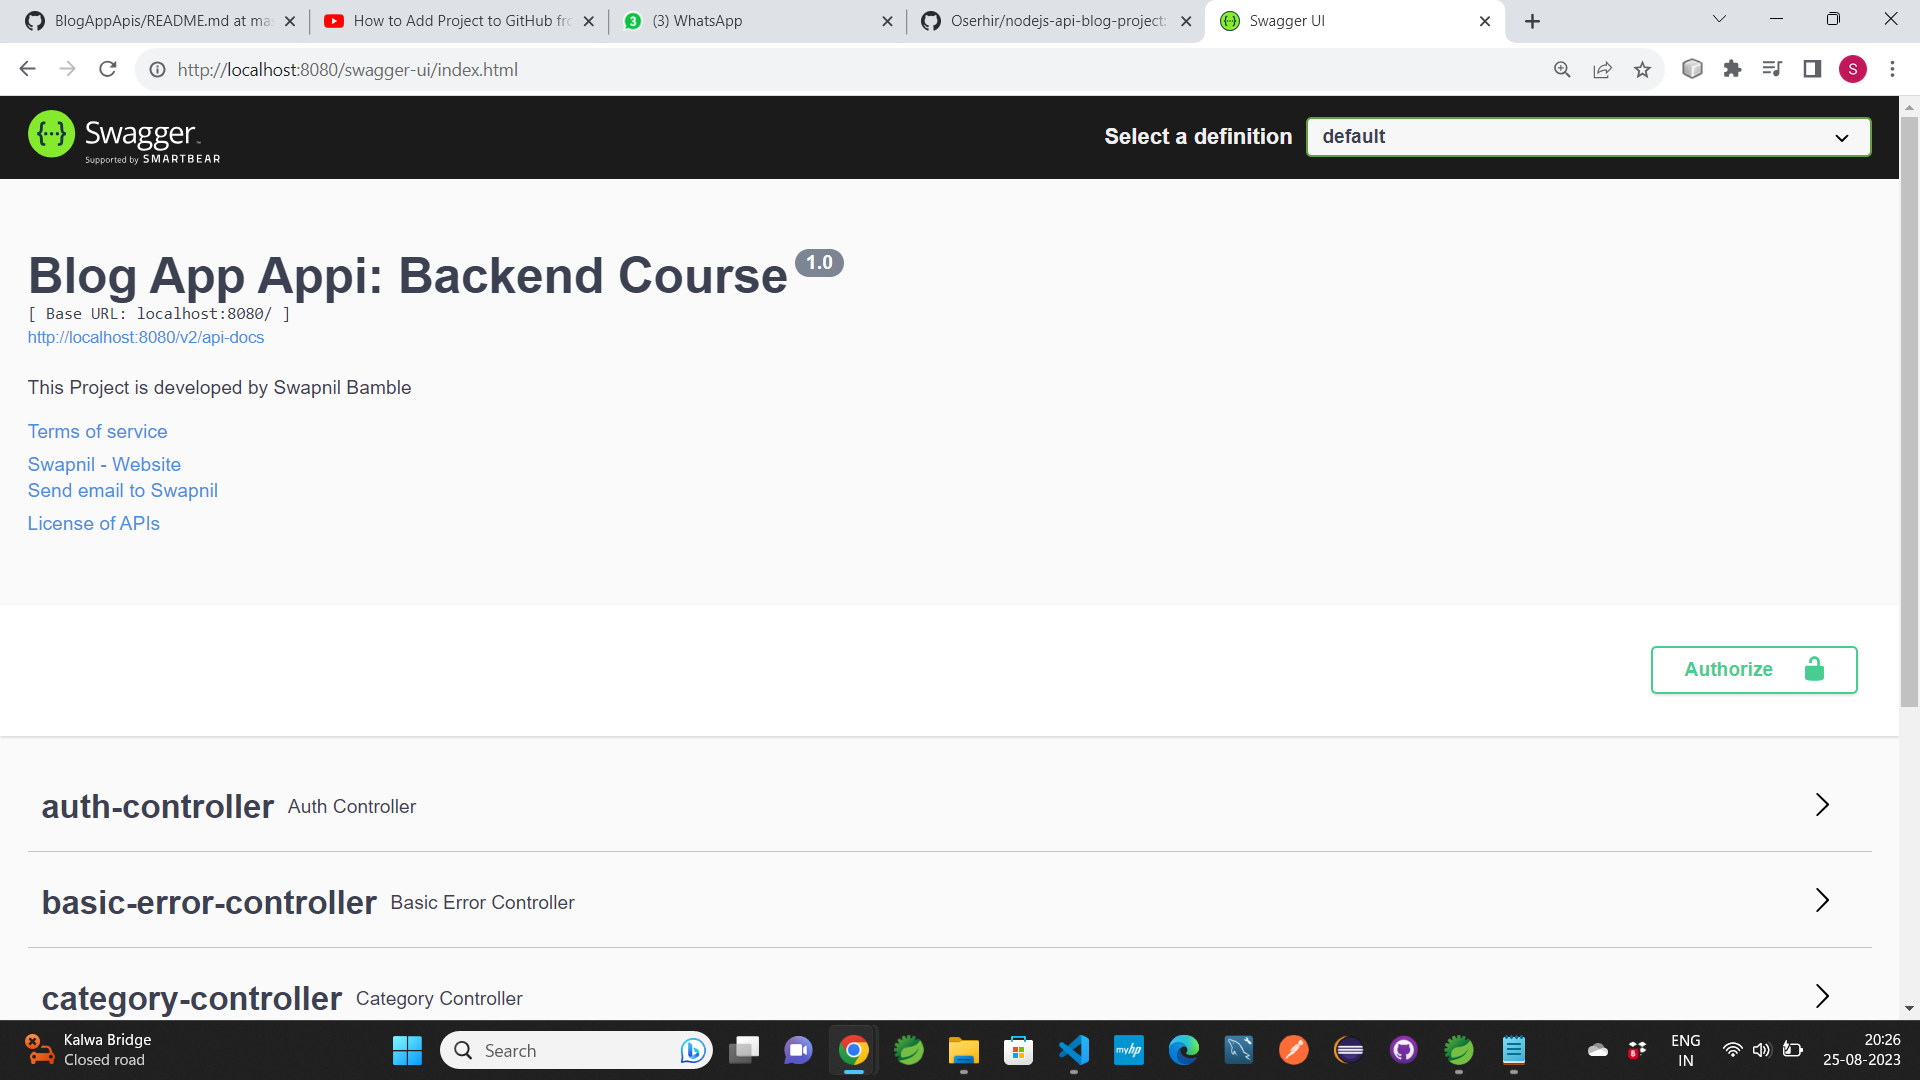 BlogAppApis/README.md at mas
How to Add Project to GitHub fro
3
(3) WhatsApp
Oserhir/nodejs-api-blog-project:
Swagger UI
http://localhost:8080/swagger-ui/index.html
S
Swagger
Supported by SMARTBEAR
Select a definition
default
Blog App Appi: Backend Course 1.0
[ Base URL: localhost:8080/ ]
http://localhost:8080/v2/api-docs
This Project is developed by Swapnil Bamble
Terms of service
Swapnil - Website
Send email to Swapnil
License of APIs
Authorize
auth-controller Auth Controller
basic-error-controller Basic Error Controller
category-controller Category Controller
Kalwa Bridge
Closed road
Search
myhp
8
ENG
IN
20:26
25-08-2023